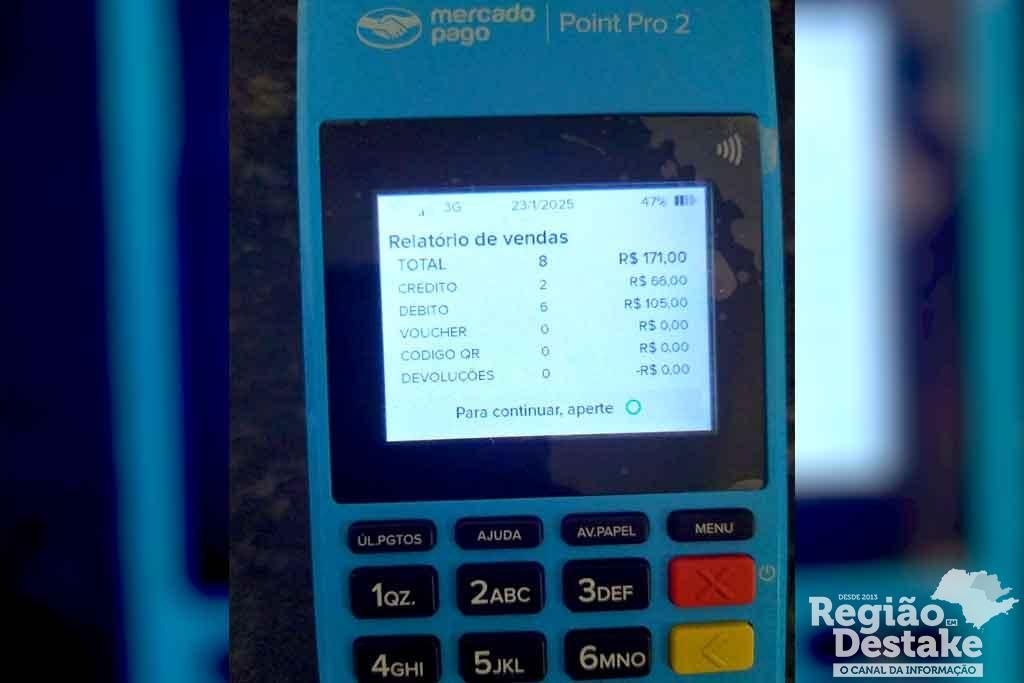 mercado
pago
Point Pro 2
3G 23/1/2025 47%
Relatório de vendas
TOTAL 8 R$ 171,00
CREDITO 2 R$ 66,00
DEBITO 6 R$ 105,00
VOUCHER 0 R$ 0,00
CODIGO QR 0 R$ 0,00
DEVOLUÇÕES 0 -R$ 0,00
Para continuar, aperte
ÚL.PGTOS AJUDA AV.PAPEL MENU
1QZ. 2ABC 3DEF
4GHI 5JKL 6MNO
DESDE 2013
Região
EM
Destake
O CANAL DA INFORMAÇÃO